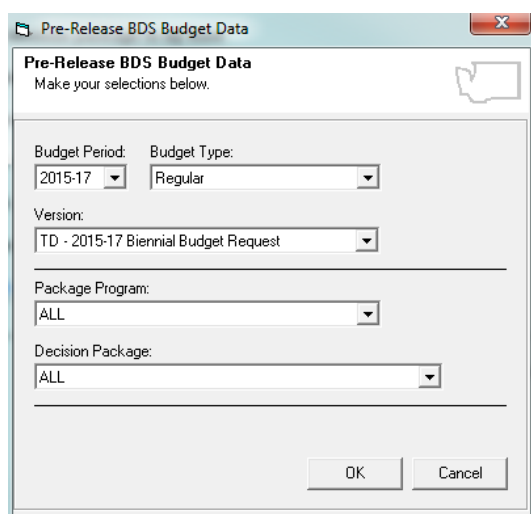 Pre-Release BDS Budget Data
Pre-Release BDS Budget Data
Make your selections below.
Budget Period: Budget Type:
2015-17 Regular
Version:
TD - 2015-17 Biennial Budget Request
Package Program:
ALL
Decision Package:
ALL
OK Cancel